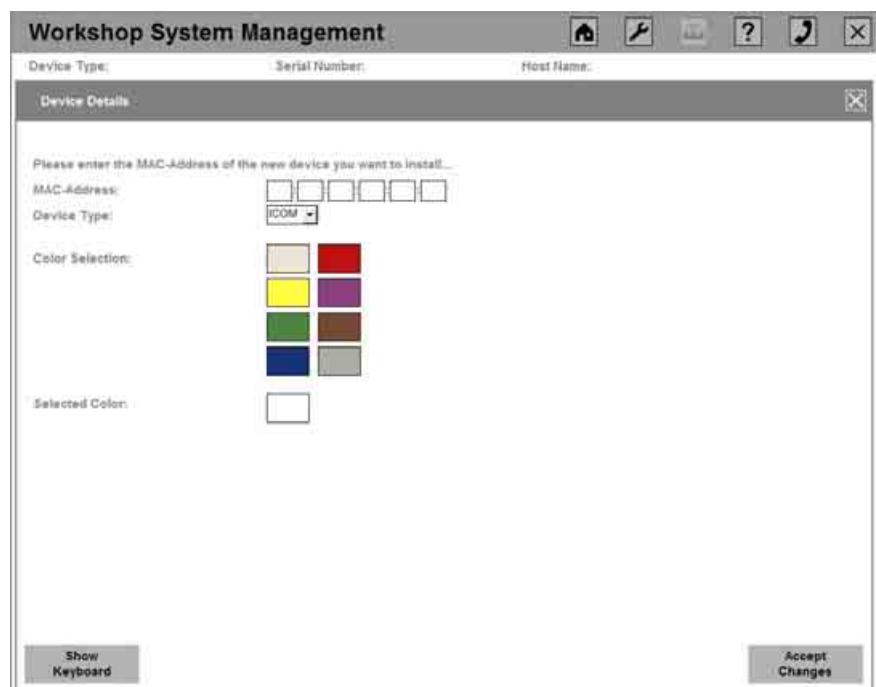 Workshop System Management
?
Device Type: Serial Number: Host Name:
Device Details
Please enter the MAC-Address of the new device you want to install...
MAC-Address:
Device Type: ICOM
Color Selection:
Selected Color:
Show
Keyboard
Accept
Changes